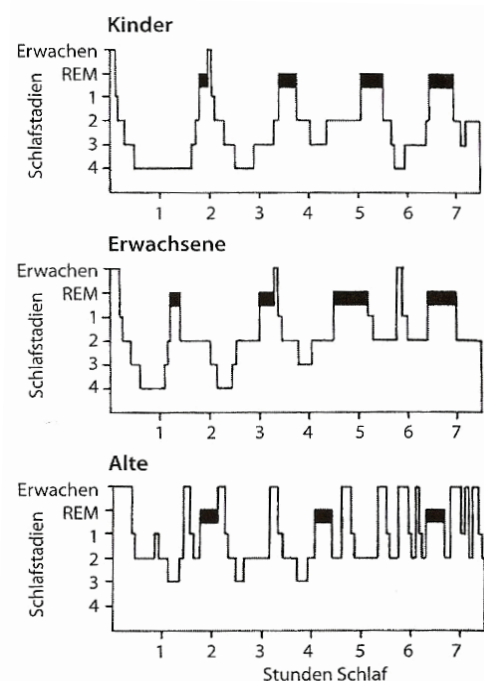 Kinder
Erwachen
REM
1
2
3
4
Schlafstadien
1 2 3 4 5 6 7
Erwachsene
Erwachen
REM
1
2
3
4
Schlafstadien
1 2 3 4 5 6 7
Alte
Erwachen
REM
1
2
3
4
Schlafstadien
1 2 3 4 5 6 7
Stunden Schlaf